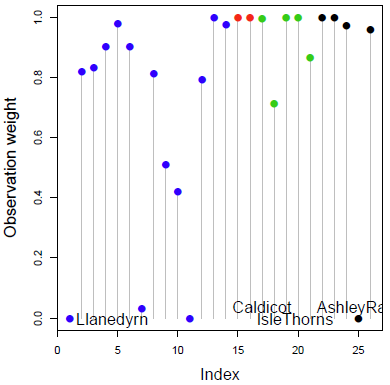 1.0
0.8
0.6
0.4
0.2
0.0
Observation weight
Caldicot AshleyRa
Llanedyrn IsleThorns
0 5 10 15 20 25
Index